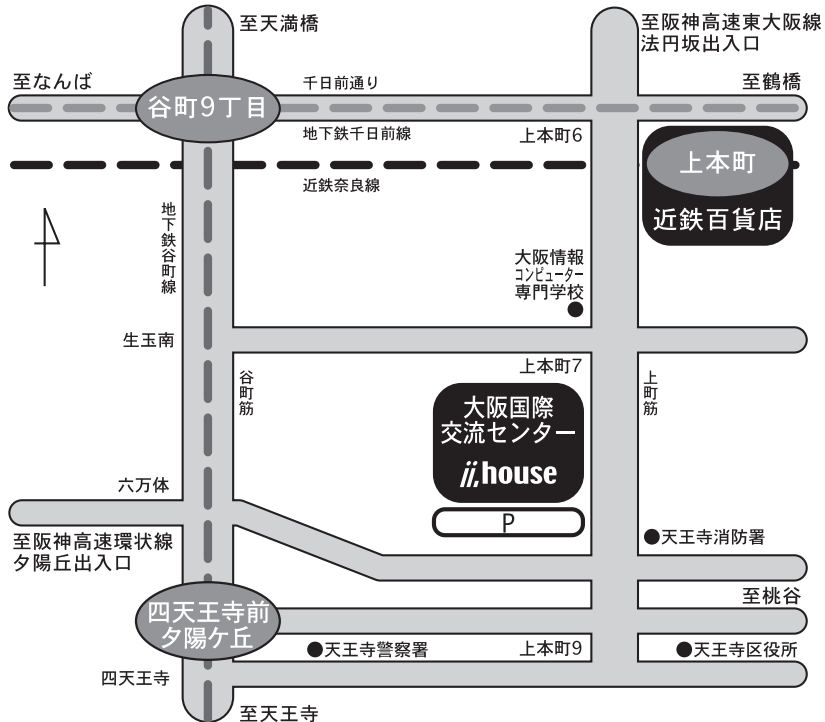 至天満橋
至阪神高速東大阪線
法円坂出入口
至なんば
千日前通り
至鶴橋
谷町9丁目
地下鉄千日前線
上本町6
上本町
近鉄奈良線
近鉄百貨店
地下鉄谷町線
大阪情報
コンピューター
専門学校
生玉南
上本町7
谷町筋
上町筋
大阪国際
交流センター
ii,house
P
六万体
至阪神高速環状線
夕陽丘出入口
天王寺消防署
至桃谷
四天王寺前
夕陽ケ丘
天王寺警察署
上本町9
天王寺区役所
四天王寺
至天王寺